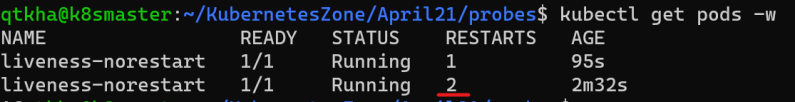 qtkha@k8smaster:~/KubernetesZone/April21/probes$ kubectl get pods -w
NAME READY STATUS RESTARTS AGE
liveness-norestart 1/1 Running 1 95s
liveness-norestart 1/1 Running 2 2m32s